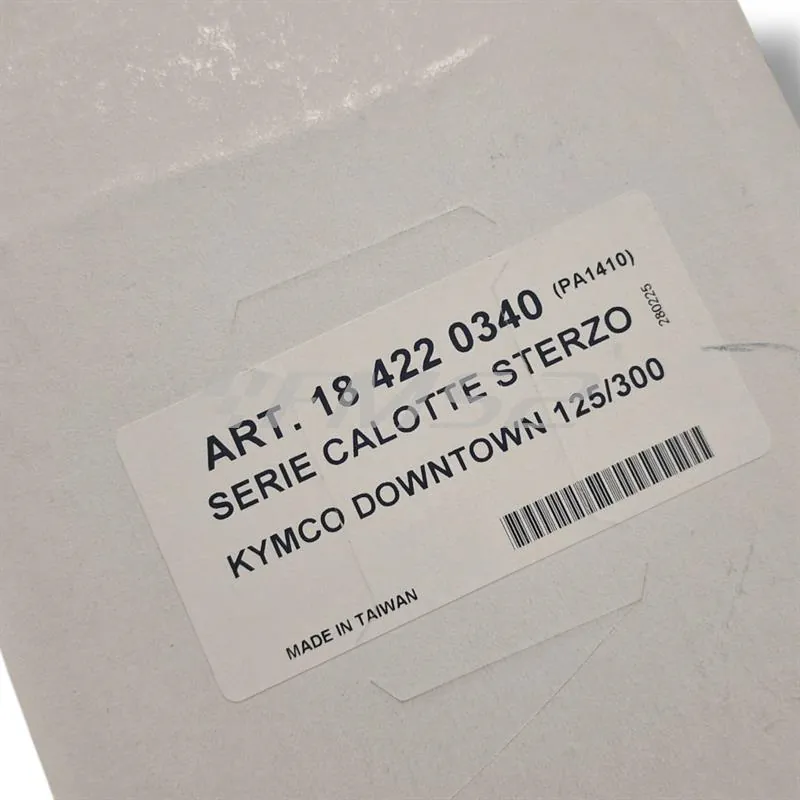 ART. 18 422 0340 (PA1410)
280225
SERIE CALOTTE STERZO
KYMCO DOWNTOWN 125/300
MADE IN TAIWAN